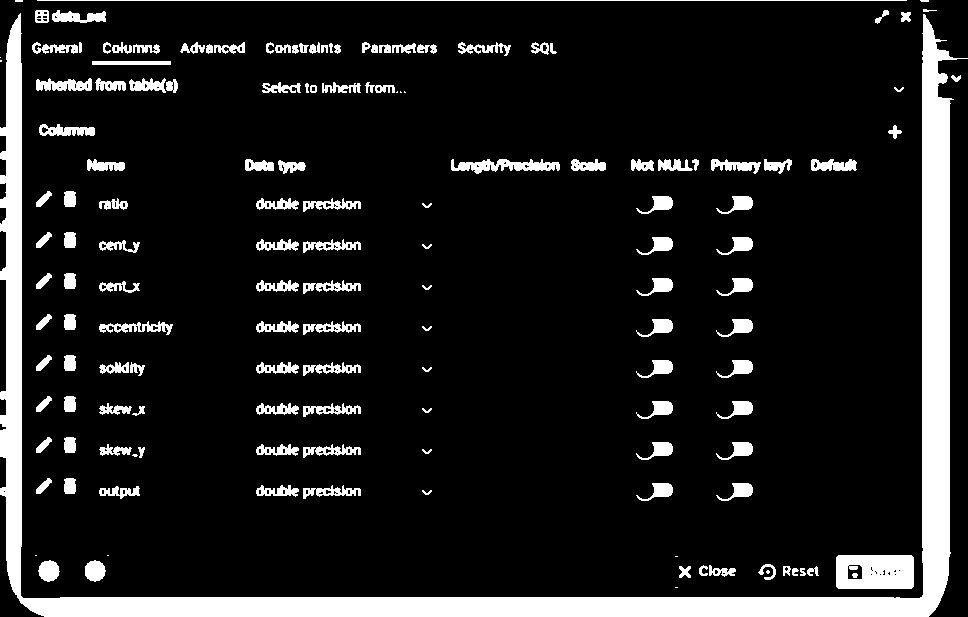 data_set
General Columns Advanced Constraints Parameters Security SQL
Inherited from table(s) Select to inherit from...
Columns
Name Data type Length/Precision Scale Not NULL? Primary key? Default
ratio double precision
cent_y double precision
cent_x double precision
eccentricity double precision
solidity double precision
skew_x double precision
skew_y double precision
output double precision
Close Reset Save